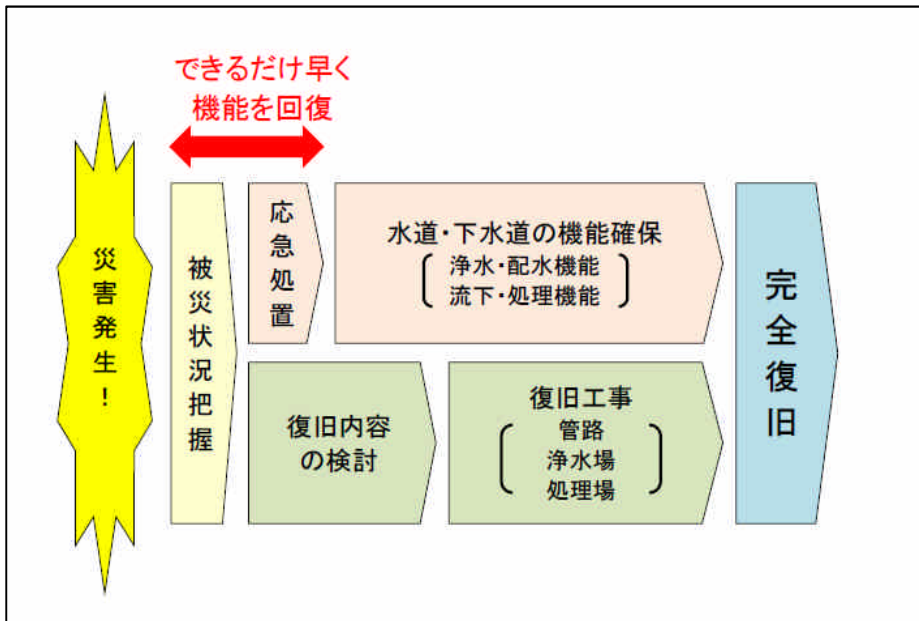 できるだけ早く
機能を回復
災害発生!
被災状況把握
応急処置
水道・下水道の機能確保
浄水・配水機能
流下・処理機能
復旧内容
の検討
復旧工事
管路
浄水場
処理場
完全復旧